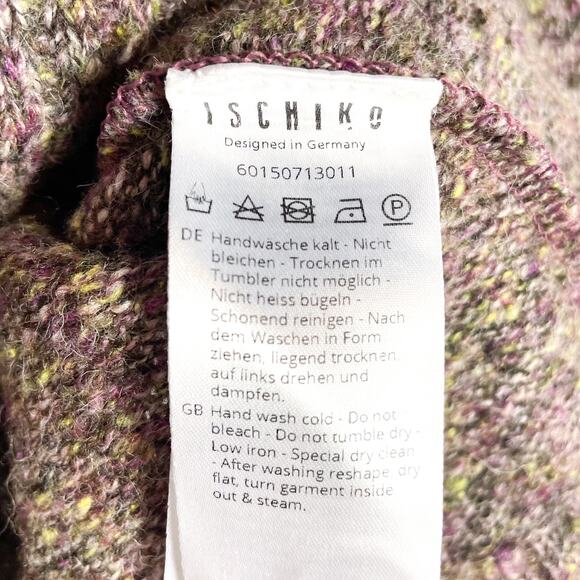 ISCHIKO
Designed in Germany
60150713011
P
DE Handwäsche kalt - Nicht
bleichen - Trocknen im
Tumbler nicht möglich -
Nicht heiss bügeln -
Schonend reinigen - Nach
dem Waschen in Form
ziehen, liegend trocknen,
auf links drehen und
dämpfen.
GB Hand wash cold - Do not
bleach - Do not tumble dry -
Low iron - Special dry clean
- After washing reshape, dry
flat, turn garment inside
out & steam.